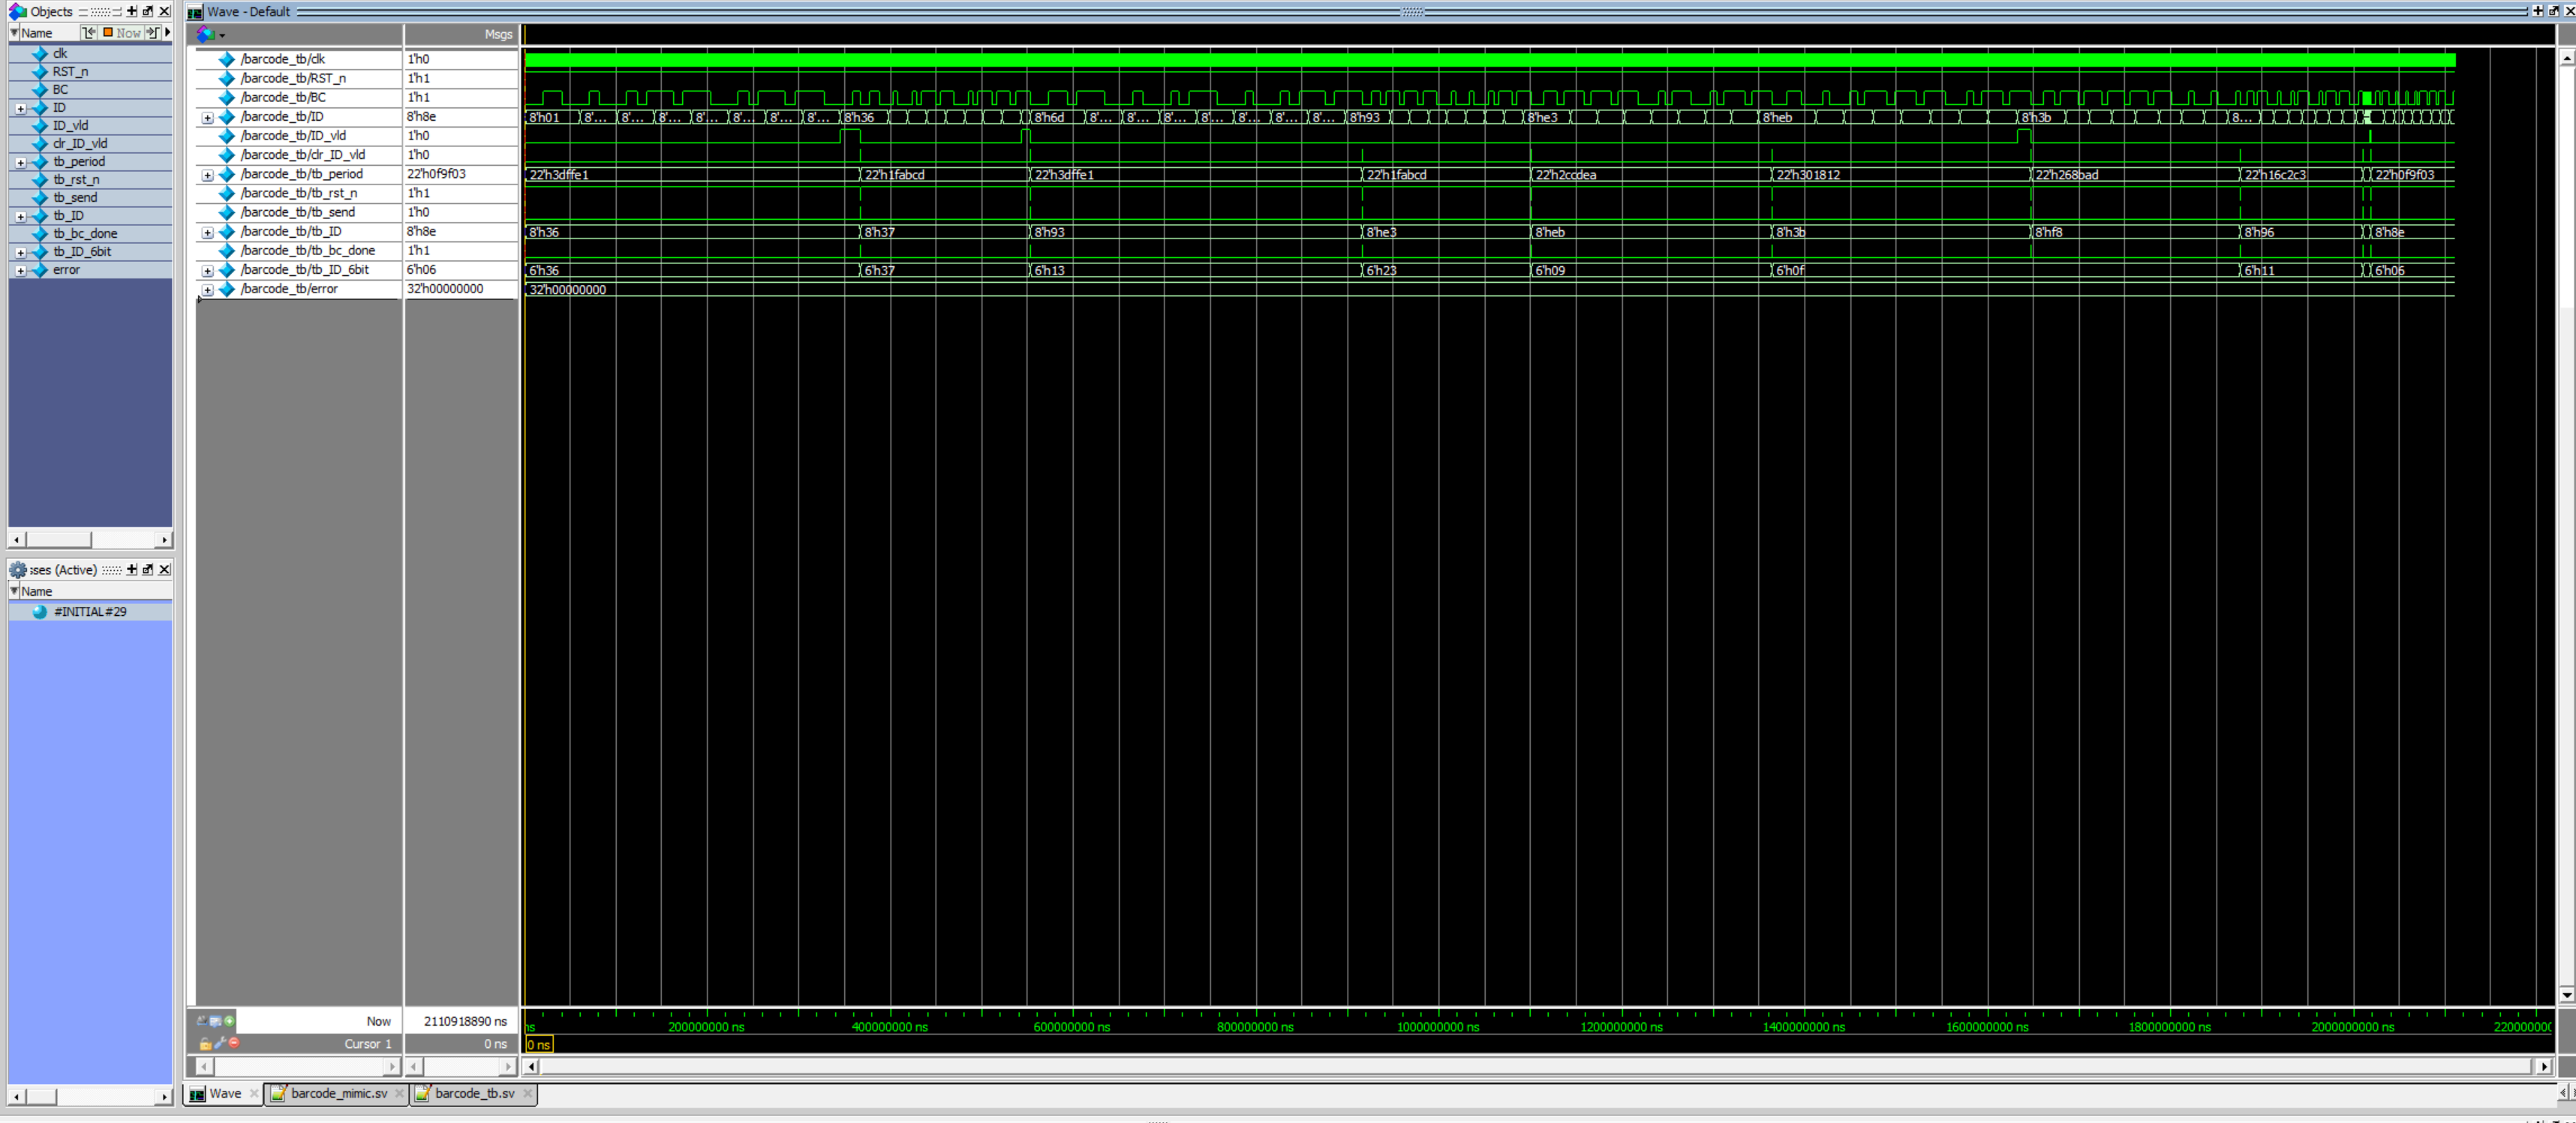 Objects
Wave - Default
Name
Now
Msgs
clk
RST_n
BC
ID
ID_vld
clr_ID_vld
tb_period
tb_rst_n
tb_send
tb_ID
tb_bc_done
tb_ID_6bit
error
/barcode_tb/clk 1'h0
/barcode_tb/RST_n 1'h1
/barcode_tb/BC 1'h1
/barcode_tb/ID 8'h8e 8'h01 8'... 8'... 8'... 8'... 8'... 8'... 8'... 8'h36 8'h6d 8'... 8'... 8'... 8'... 8'... 8'... 8'... 8'h93 8'he3 8'heb 8'h3b 8...
/barcode_tb/ID_vld 1'h0
/barcode_tb/clr_ID_vld 1'h0
/barcode_tb/tb_period 22'h0f9f03 22'h3dffe1 22'h1fabcd 22'h3dffe1 22'h1fabcd 22'h2ccdea 22'h301812 22'h268bad 22'h16c2c3 22'h0f9f03
/barcode_tb/tb_rst_n 1'h1
/barcode_tb/tb_send 1'h0
/barcode_tb/tb_ID 8'h8e 8'h36 8'h37 8'h93 8'he3 8'heb 8'h3b 8'hf8 8'h96 8'h8e
/barcode_tb/tb_bc_done 1'h1
/barcode_tb/tb_ID_6bit 6'h06 6'h36 6'h37 6'h13 6'h23 6'h09 6'h0f 6'h11 6'h06
/barcode_tb/error 32'h00000000 32'h00000000
sses (Active)
Name
#INITIAL#29
Now 2110918890 ns
ns 200000000 ns 400000000 ns 600000000 ns 800000000 ns 1000000000 ns 1200000000 ns 1400000000 ns 1600000000 ns 1800000000 ns 2000000000 ns 220000000
Cursor 1 0 ns 0 ns
Wave barcode_mimic.sv barcode_tb.sv